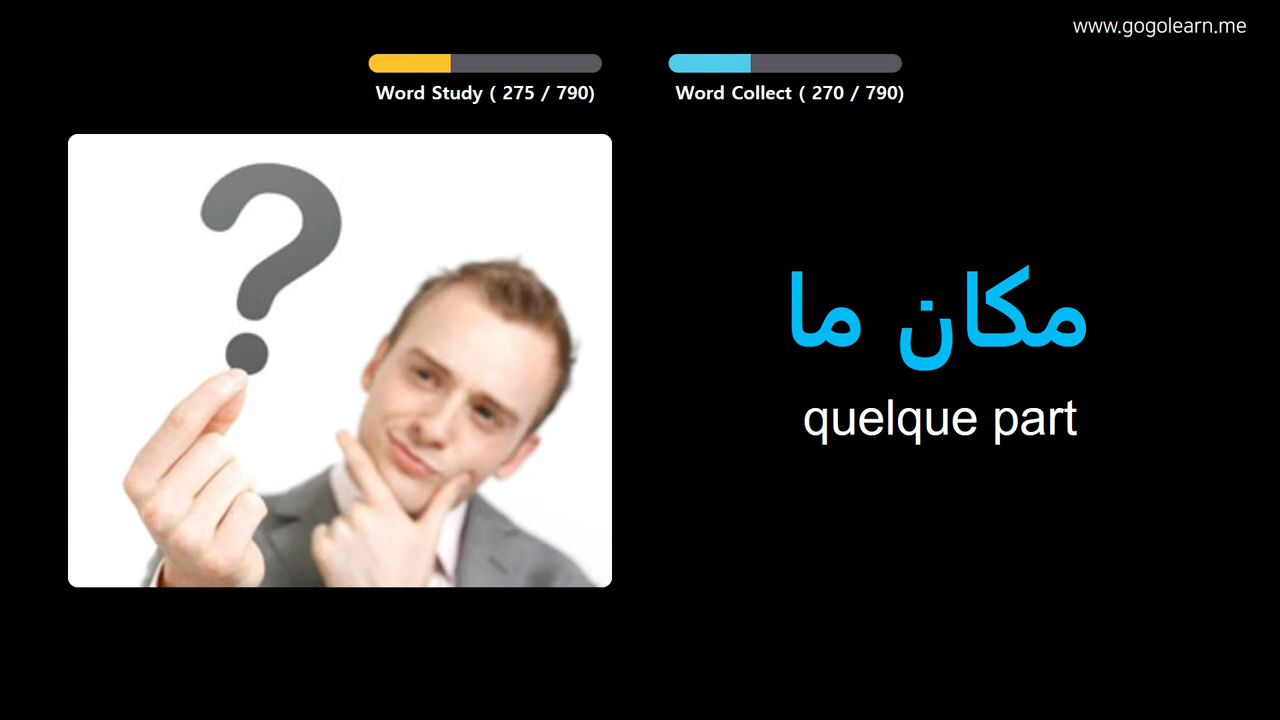 www.gogolearn.me
Word Study ( 275 / 790)
Word Collect ( 270 / 790)
مكان ما
quelque part